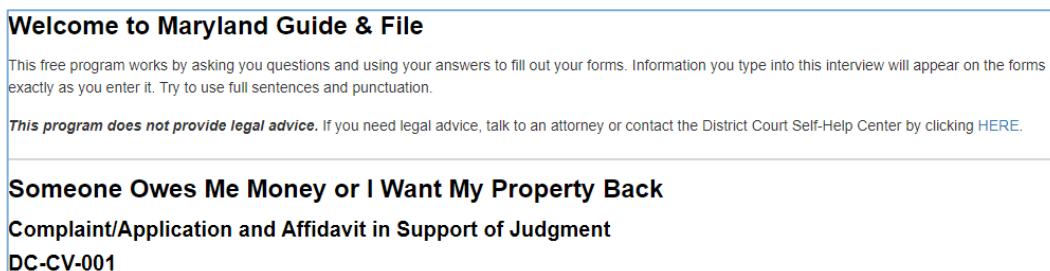 Welcome to Maryland Guide & File
This free program works by asking you questions and using your answers to fill out your forms. Information you type into this interview will appear on the forms
exactly as you enter it. Try to use full sentences and punctuation.
This program does not provide legal advice. If you need legal advice, talk to an attorney or contact the District Court Self-Help Center by clicking HERE.
Someone Owes Me Money or I Want My Property Back
Complaint/Application and Affidavit in Support of Judgment
DC-CV-001